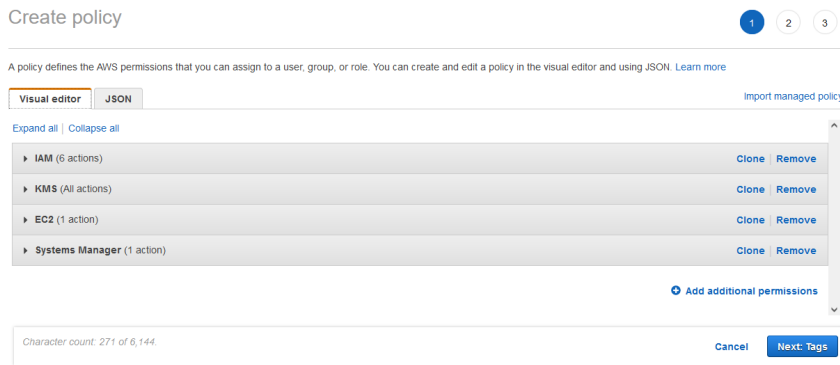 Create policy
1 2 3
A policy defines the AWS permissions that you can assign to a user, group, or role. You can create and edit a policy in the visual editor and using JSON. Learn more
Visual editor JSON Import managed policy
Expand all | Collapse all
IAM (6 actions) Clone | Remove
KMS (All actions) Clone | Remove
EC2 (1 action) Clone | Remove
Systems Manager (1 action) Clone | Remove
Add additional permissions
Character count: 271 of 6,144.
Cancel Next: Tags